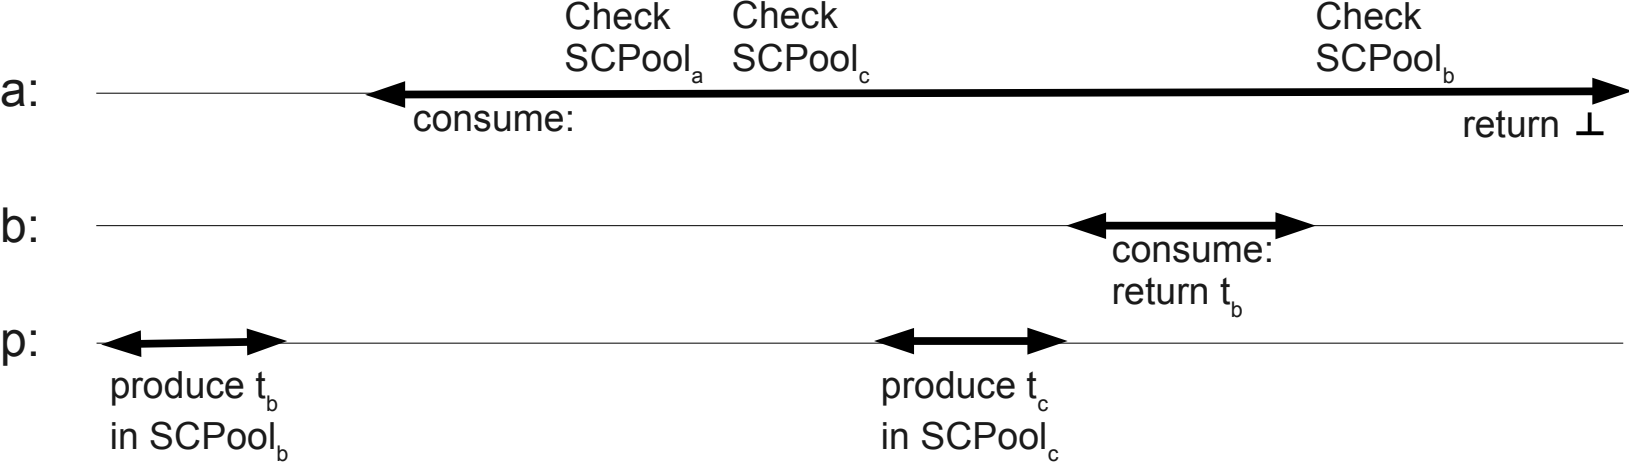 Check Check Check
SCPool_a SCPool_c SCPool_b
a:
consume:
return ⊥
b:
consume:
return t_b
p:
produce t_b produce t_c
in SCPool_b in SCPool_c